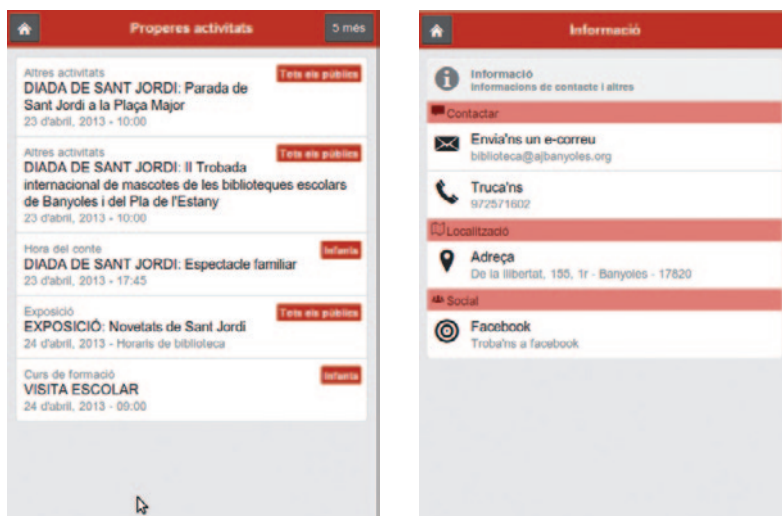 Properes activitats
5 més
Altres activitats
Tots els públics
DIADA DE SANT JORDI: Parada de
Sant Jordi a la Plaça Major
23 d'abril, 2013 - 10:00
Altres activitats
Tots els públics
DIADA DE SANT JORDI: II Trobada
internacional de mascotes de les biblioteques escolars
de Banyoles i del Pla de l'Estany
23 d'abril, 2013 - 10:00
Hora del conte
Infantis
DIADA DE SANT JORDI: Espectacle familiar
23 d'abril, 2013 - 17:45
Exposició
Tots els públics
EXPOSICIÓ: Novetats de Sant Jordi
24 d'abril, 2013 - Horaris de biblioteca
Curs de formació
Infantis
VISITA ESCOLAR
24 d'abril, 2013 - 09:00
Informació
Informació
Informacions de contacte i altres
Contactar
Envia'ns un e-correu
biblioteca@ajbanyoles.org
Truca'ns
972571602
Localització
Adreça
De la llibertat, 155, 1r - Banyoles - 17820
Social
Facebook
Troba'ns a facebook